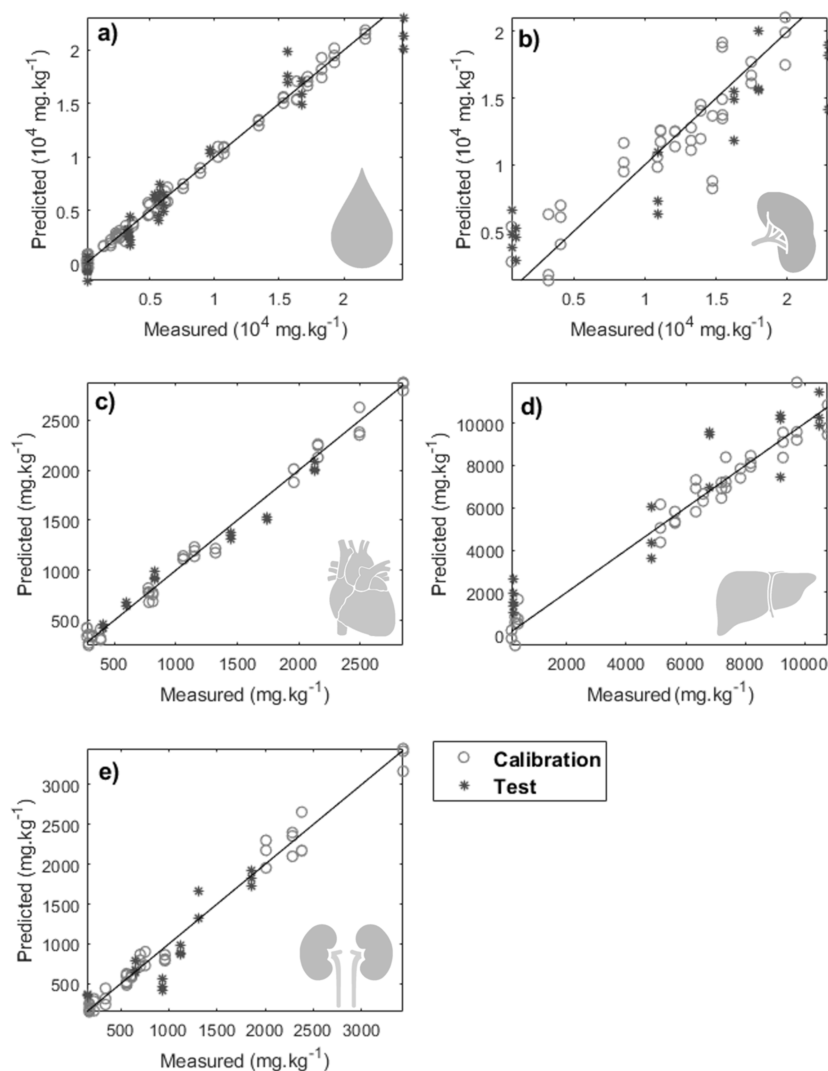 a)
2
1.5
1
0.5
0
Predicted (10⁴ mg.kg⁻¹)
0.5
1
1.5
2
Measured (10⁴ mg.kg⁻¹)
b)
2
1.5
1
0.5
Predicted (10⁴ mg.kg⁻¹)
0.5
1
1.5
2
Measured (10⁴ mg.kg⁻¹)
c)
2500
2000
1500
1000
500
Predicted (mg.kg⁻¹)
500
1000
1500
2000
2500
Measured (mg.kg⁻¹)
d)
10000
8000
6000
4000
2000
0
Predicted (mg.kg⁻¹)
2000
4000
6000
8000
10000
Measured (mg.kg⁻¹)
e)
3000
2500
2000
1500
1000
500
Predicted (mg.kg⁻¹)
500
1000
1500
2000
2500
3000
Measured (mg.kg⁻¹)
Calibration
Test